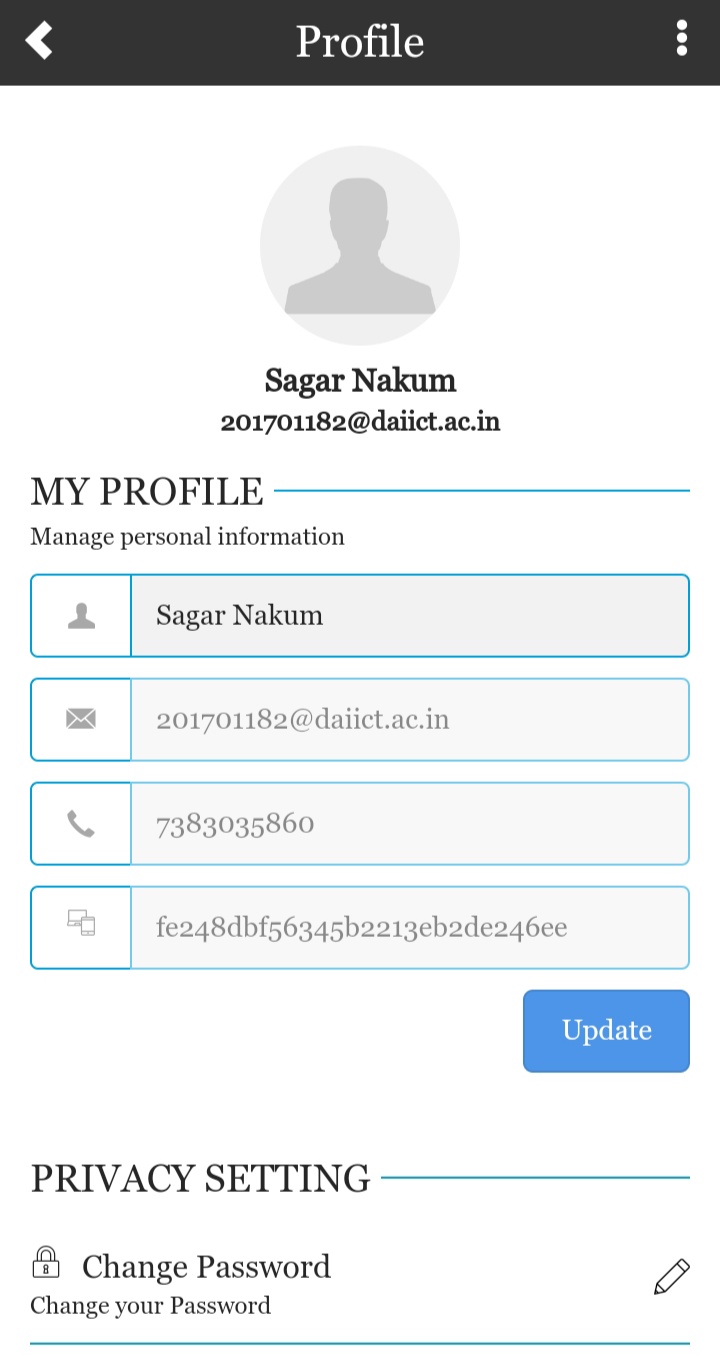 Profile
Sagar Nakum
201701182@daiict.ac.in
MY PROFILE
Manage personal information
Sagar Nakum
201701182@daiict.ac.in
7383035860
fe248dbf56345b2213eb2de246ee
Update
PRIVACY SETTING
Change Password
Change your Password